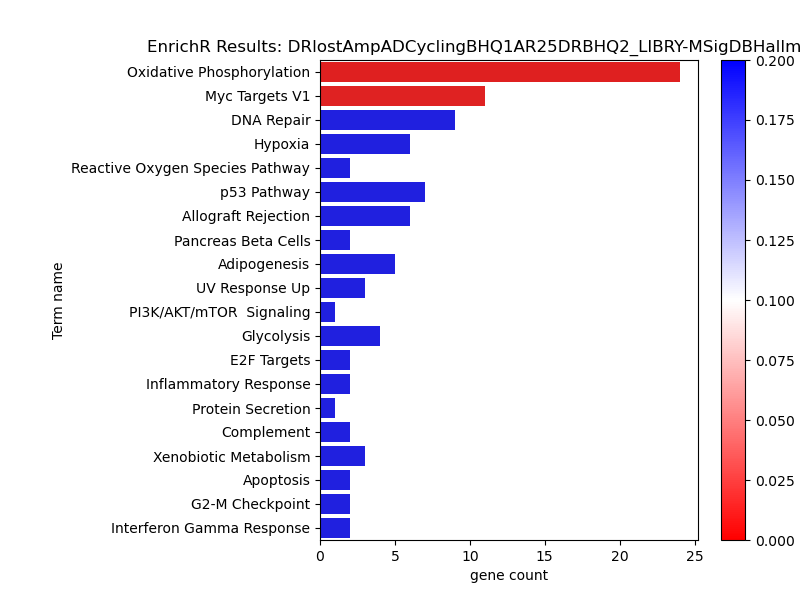 EnrichR Results: DRlostAmpADCyclingBHQ1AR25DRBHQ2_LIBRY-MSigDBHallm
Oxidative Phosphorylation
Myc Targets V1
DNA Repair
Hypoxia
Reactive Oxygen Species Pathway
p53 Pathway
Allograft Rejection
Pancreas Beta Cells
Adipogenesis
UV Response Up
PI3K/AKT/mTOR  Signaling
Glycolysis
E2F Targets
Inflammatory Response
Protein Secretion
Complement
Xenobiotic Metabolism
Apoptosis
G2-M Checkpoint
Interferon Gamma Response
Term name
0 5 10 15 20 25
gene count
0.200
0.175
0.150
0.125
0.100
0.075
0.050
0.025
0.000